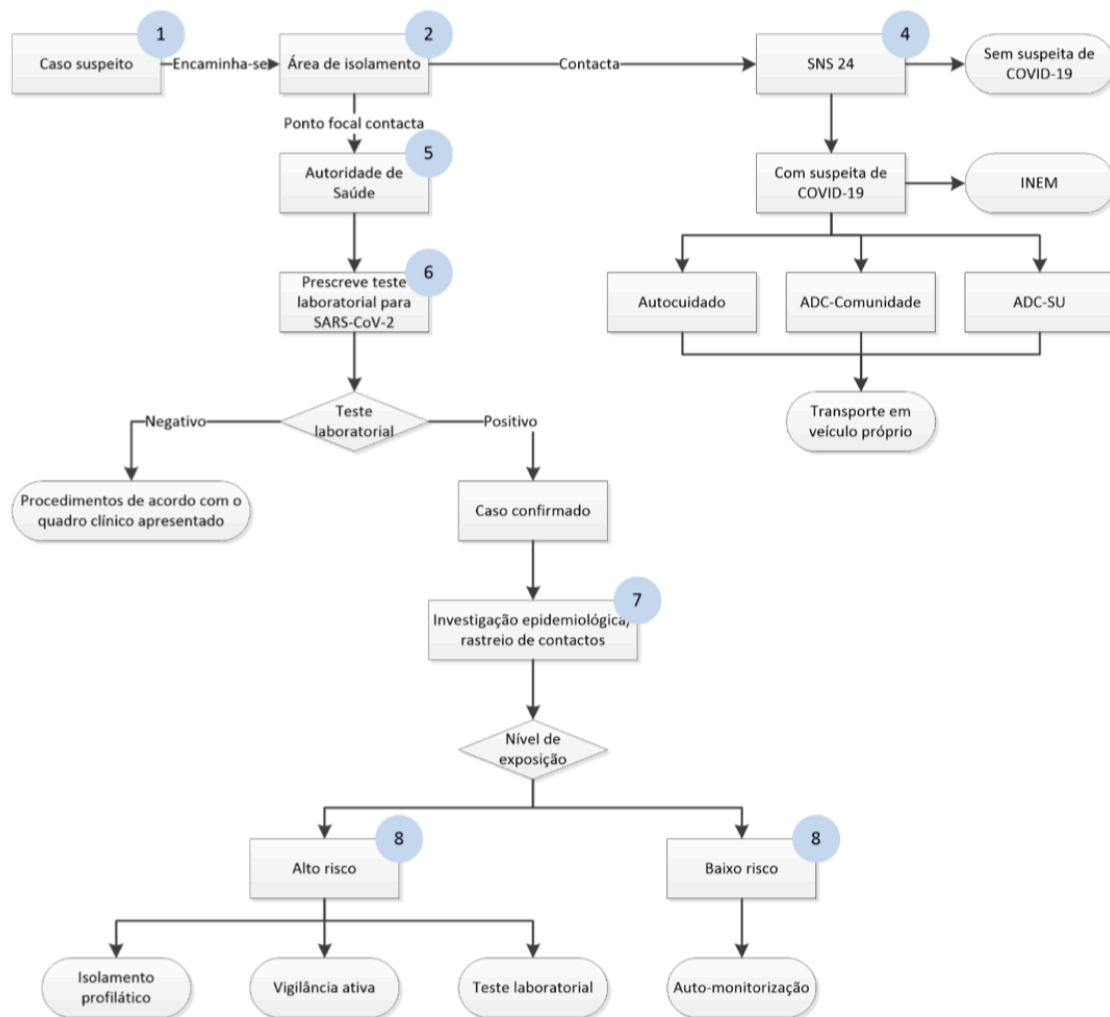 1
2
4
Caso suspeito
Encaminha-se
Área de isolamento
Contacta
SNS 24
Sem suspeita de
COVID-19
Ponto focal contacta
5
Autoridade de
Saúde
Com suspeita de
COVID-19
INEM
6
Prescreve teste
laboratorial para
SARS-CoV-2
Autocuidado
ADC-Comunidade
ADC-SU
Negativo
Teste
laboratorial
Positivo
Transporte em
veículo próprio
Procedimentos de acordo com o
quadro clínico apresentado
Caso confirmado
7
Investigação epidemiológica,
rastreio de contactos
Nível de
exposição
8
8
Alto risco
Baixo risco
Isolamento
profilático
Vigilância ativa
Teste laboratorial
Auto-monitorização